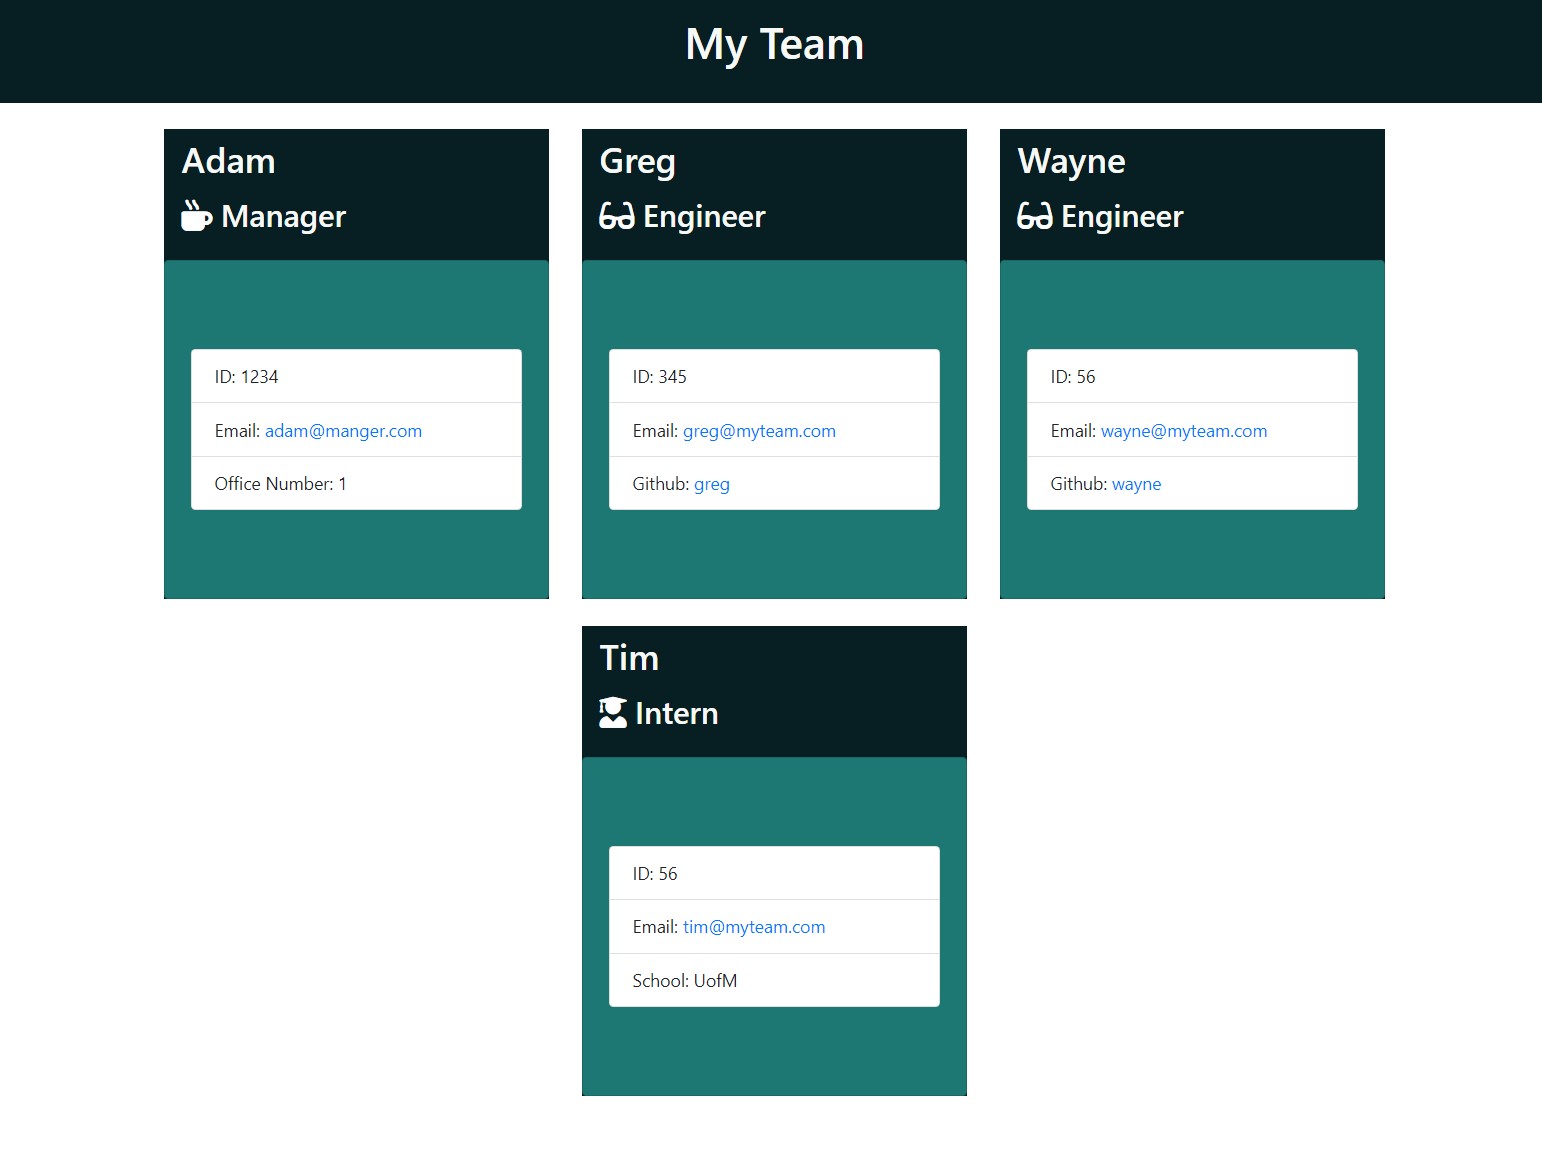 My Team
Adam
Manager
ID: 1234
Email: adam@manger.com
Office Number: 1
Greg
Engineer
ID: 345
Email: greg@myteam.com
Github: greg
Wayne
Engineer
ID: 56
Email: wayne@myteam.com
Github: wayne
Tim
Intern
ID: 56
Email: tim@myteam.com
School: UofM